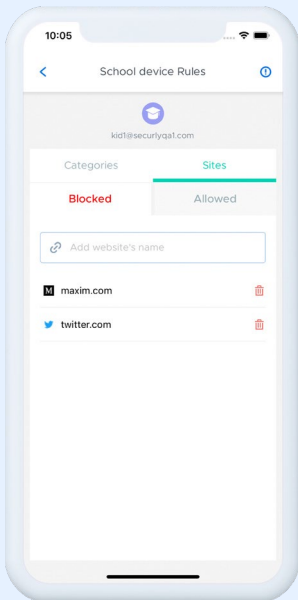 10:05
School device Rules
kid1@securlyqa1.com
Categories Sites
Blocked Allowed
Add website's name
M maxim.com
twitter.com